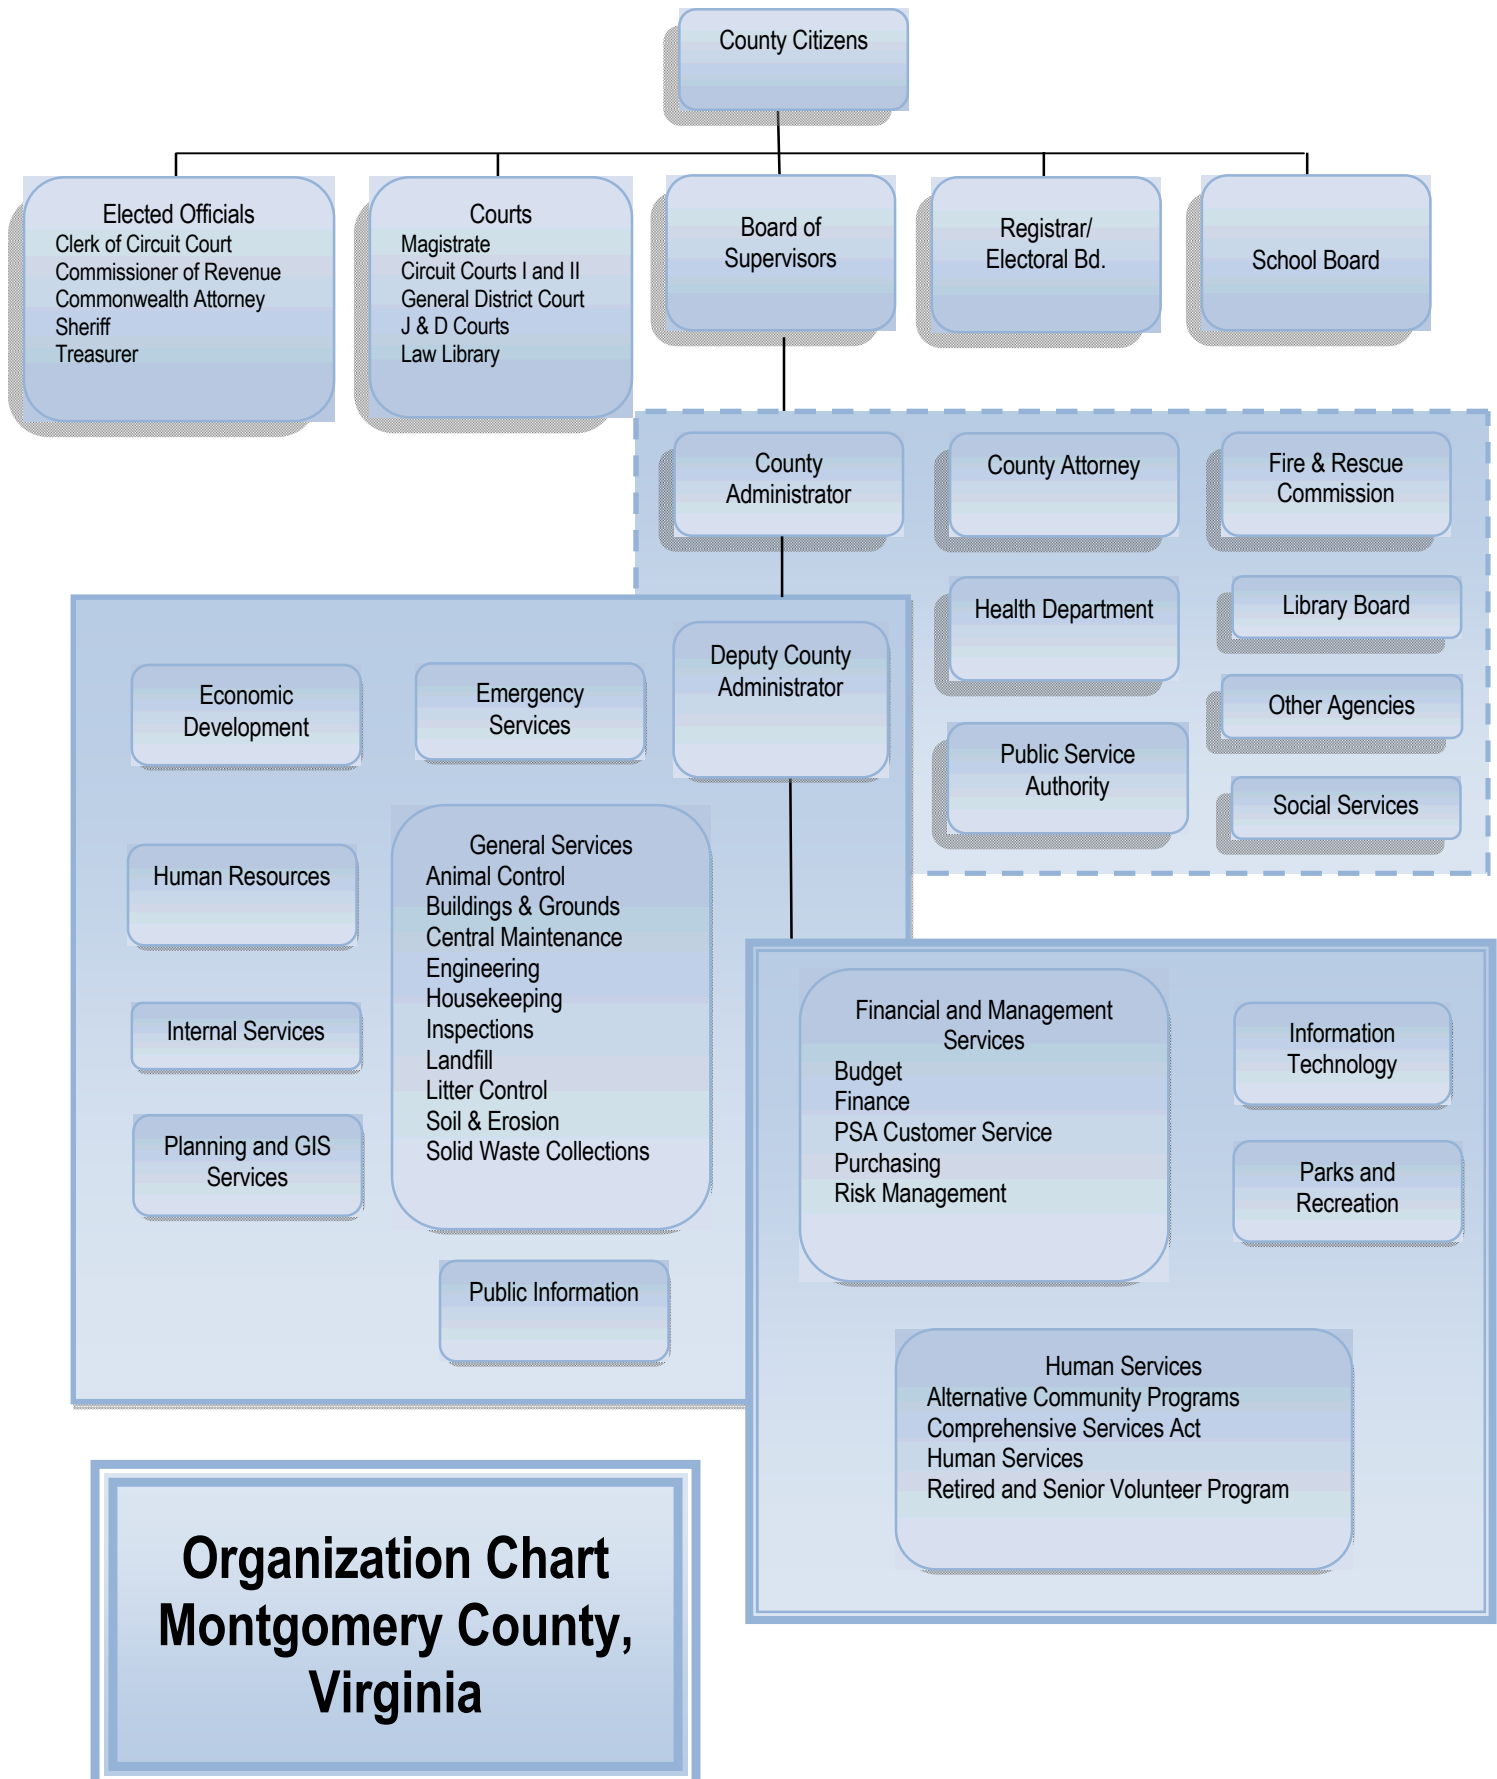 County Citizens
Elected Officials
Clerk of Circuit Court
Commissioner of Revenue
Commonwealth Attorney
Sheriff
Treasurer
Courts
Magistrate
Circuit Courts I and II
General District Court
J & D Courts
Law Library
Board of
Supervisors
Registrar/
Electoral Bd.
School Board
County
Administrator
County Attorney
Fire & Rescue
Commission
Health Department
Library Board
Other Agencies
Public Service
Authority
Social Services
Deputy County
Administrator
Economic
Development
Emergency
Services
Human Resources
General Services
Animal Control
Buildings & Grounds
Central Maintenance
Engineering
Housekeeping
Inspections
Landfill
Litter Control
Soil & Erosion
Solid Waste Collections
Internal Services
Planning and GIS
Services
Public Information
Financial and Management
Services
Budget
Finance
PSA Customer Service
Purchasing
Risk Management
Information
Technology
Parks and
Recreation
Human Services
Alternative Community Programs
Comprehensive Services Act
Human Services
Retired and Senior Volunteer Program
Organization Chart
Montgomery County,
Virginia